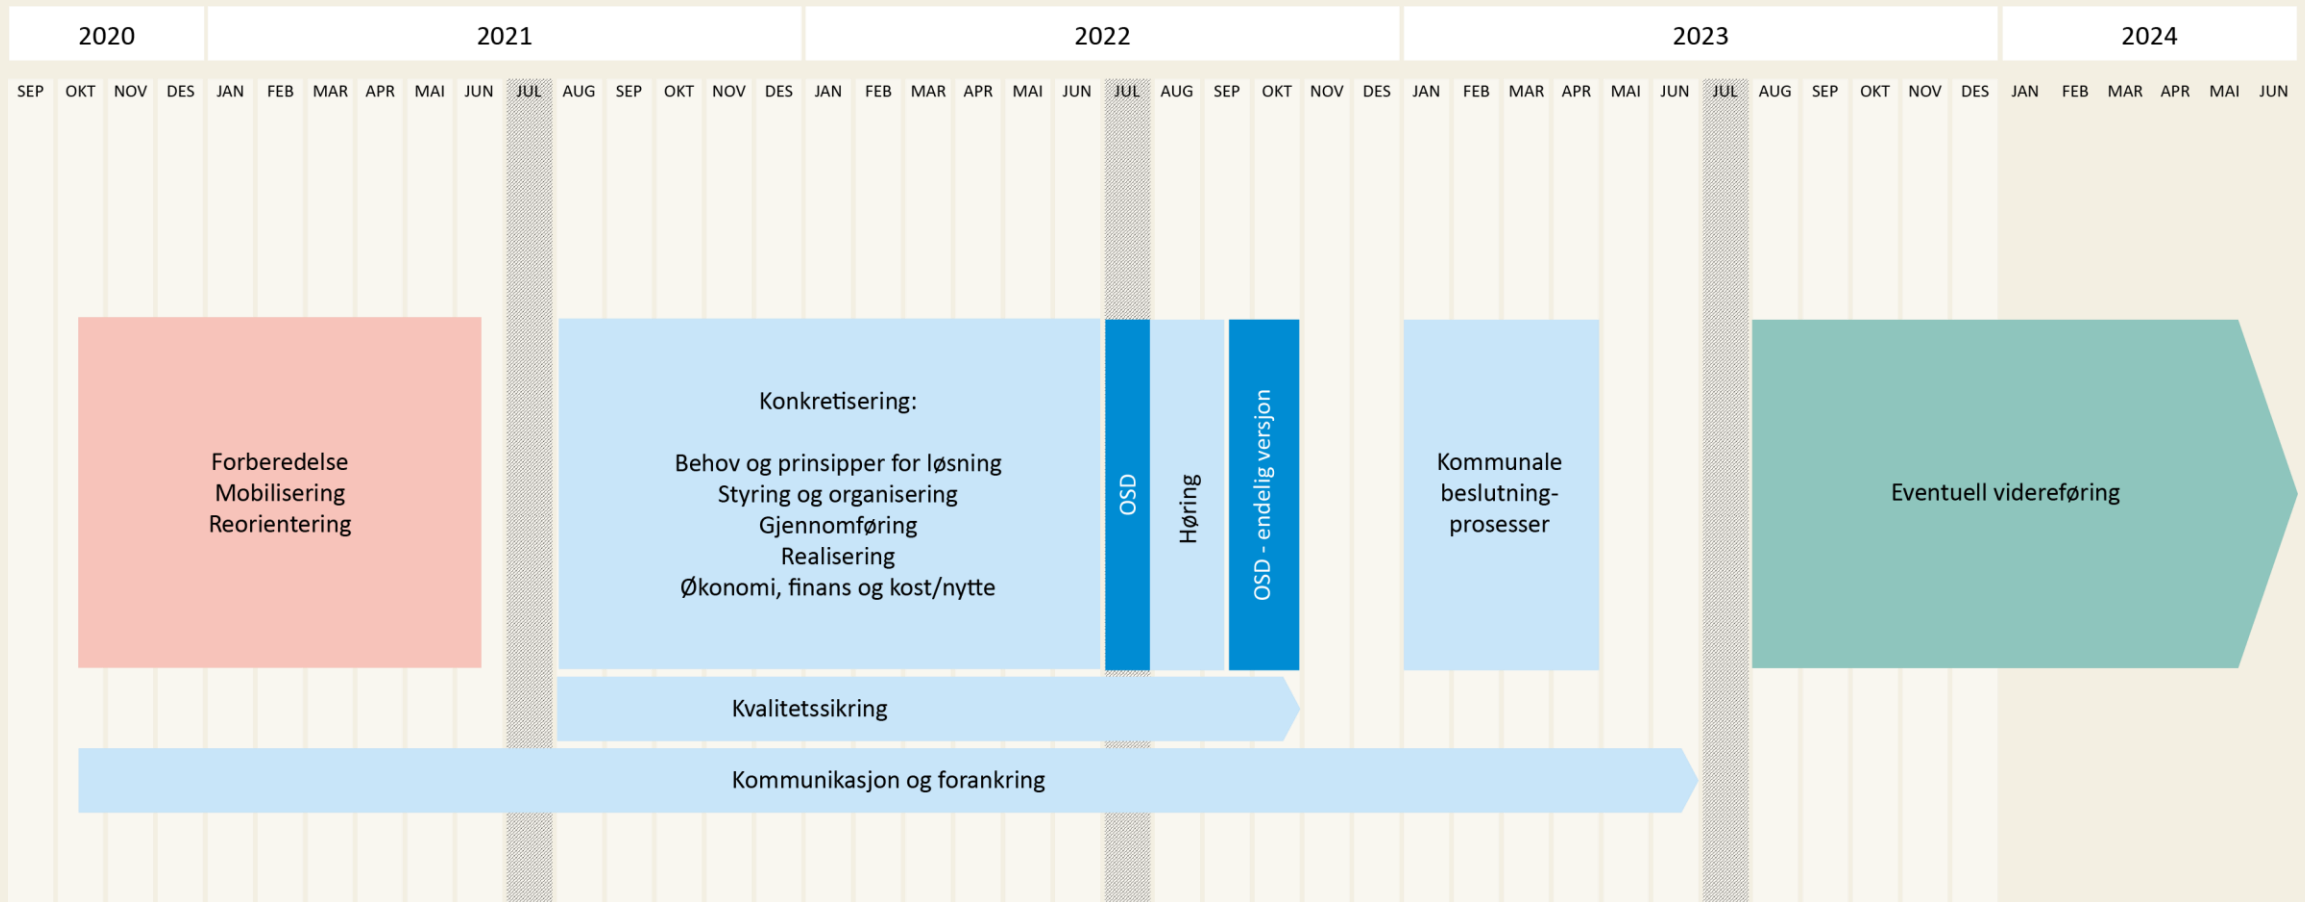 2020 2021 2022 2023 2024
SEP OKT NOV DES JAN FEB MAR APR MAI JUN JUL AUG SEP OKT NOV DES JAN FEB MAR APR MAI JUN JUL AUG SEP OKT NOV DES JAN FEB MAR APR MAI JUN JUL AUG SEP OKT NOV DES JAN FEB MAR APR MAI JUN
Forberedelse
Mobilisering
Reorientering
Konkretisering:
Behov og prinsipper for løsning
Styring og organisering
Gjennomføring
Realisering
Økonomi, finans og kost/nytte
OSD
Høring
OSD - endelig versjon
Kommunale
beslutning-
prosesser
Eventuell videreføring
Kvalitetssikring
Kommunikasjon og forankring